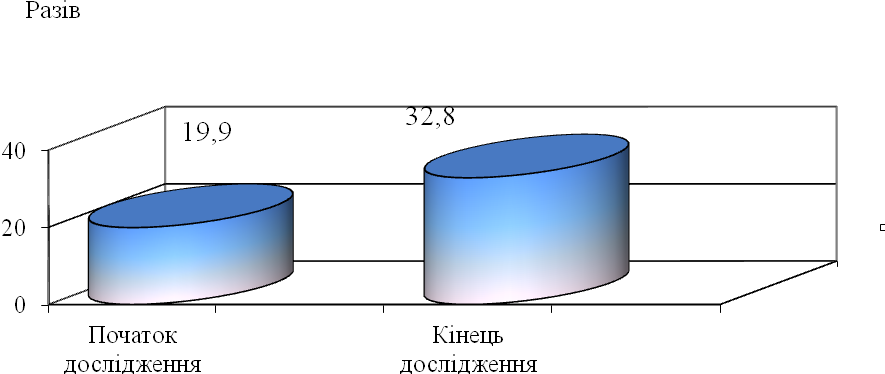 Разів
19,9
32,8
40
20
0
Початок
дослідження
Кінець
дослідження